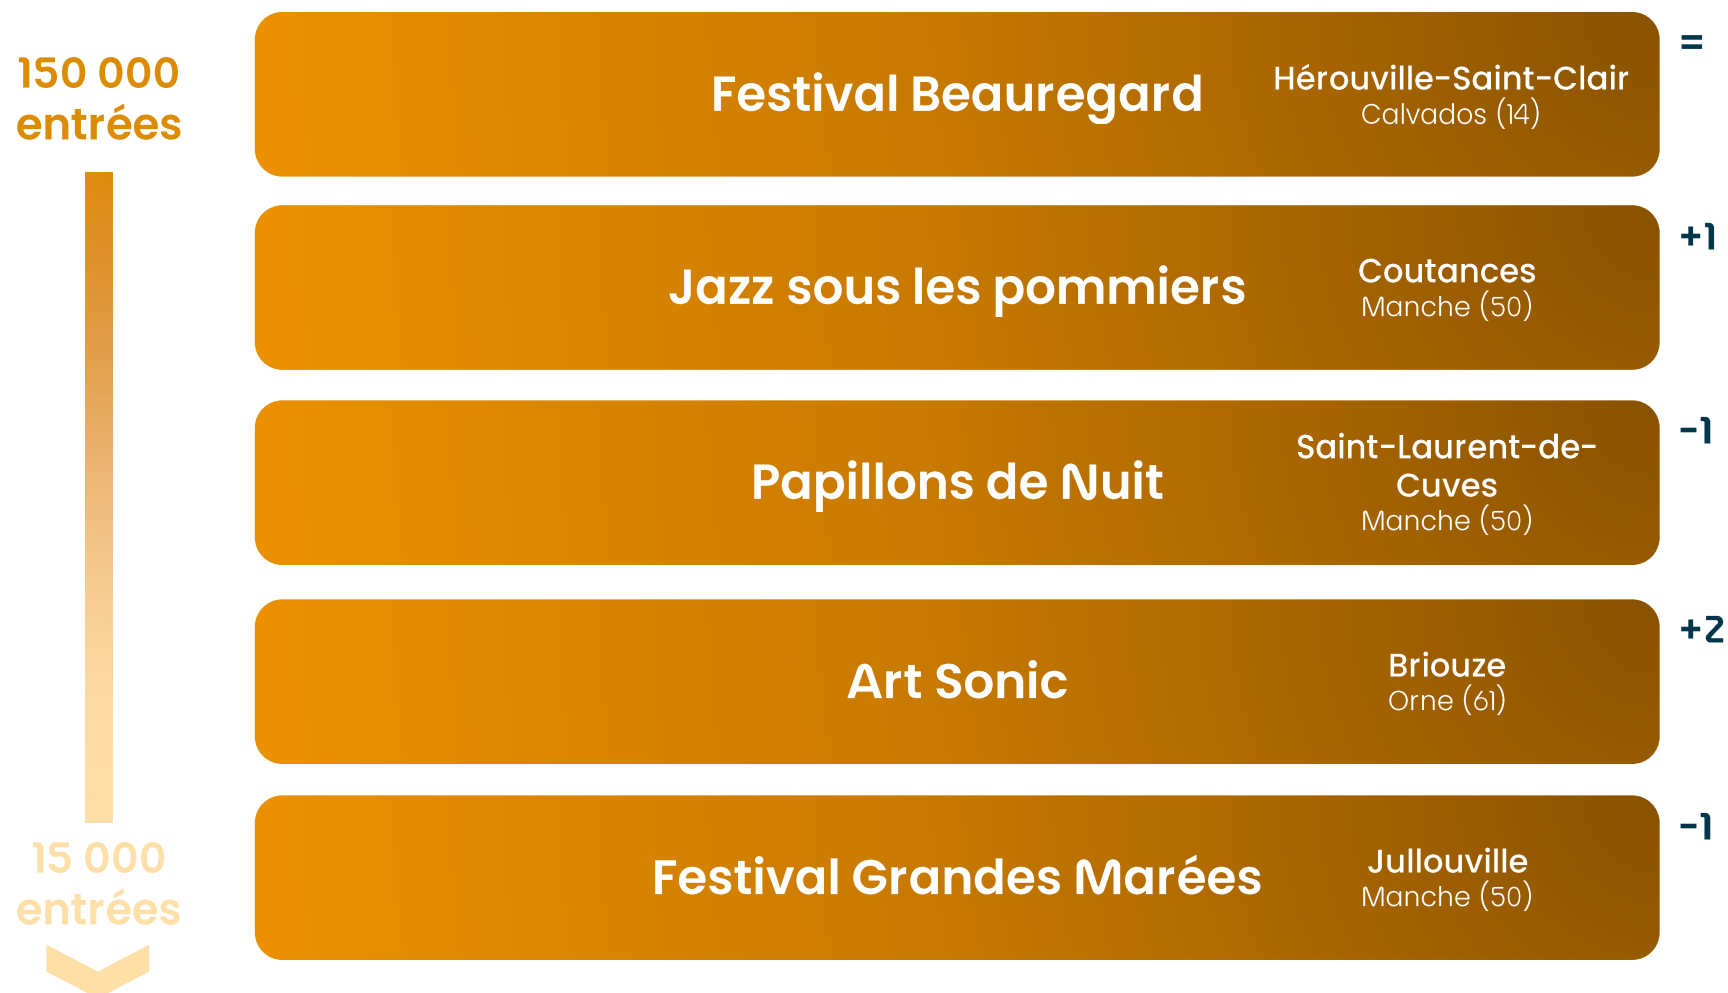 150 000
entrées
Festival Beauregard
Hérouville-Saint-Clair
Calvados (14)
=
Jazz sous les pommiers
Coutances
Manche (50)
+1
Papillons de Nuit
Saint-Laurent-de-
Cuves
Manche (50)
-1
Art Sonic
Briouze
Orne (61)
+2
Festival Grandes Marées
Jullouville
Manche (50)
-1
15 000
entrées